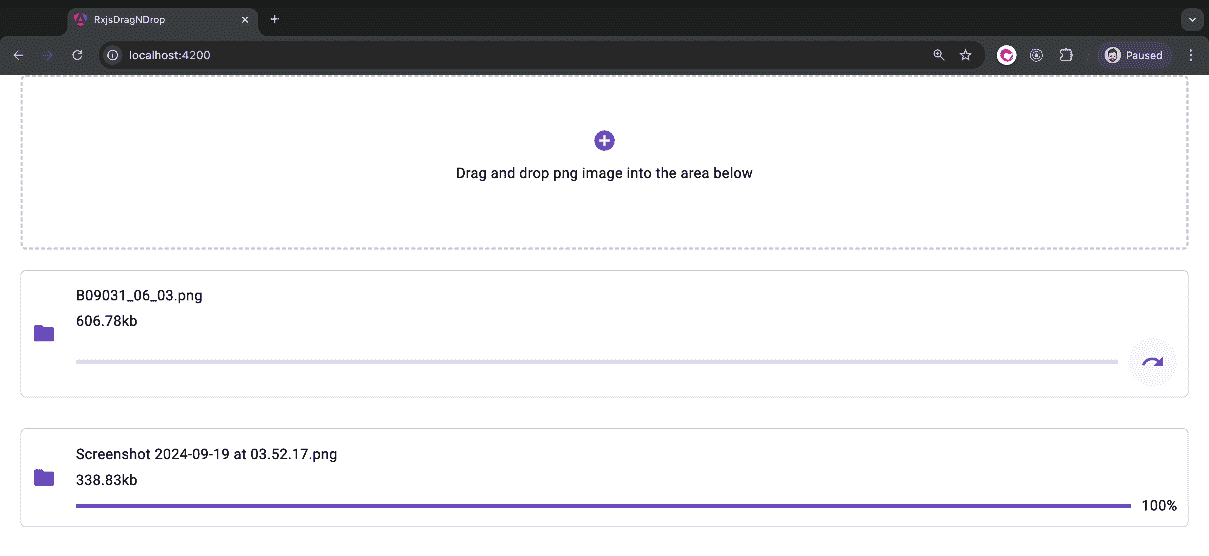 RxjsDragNDrop
localhost:4200
Paused
Drag and drop png image into the area below
B09031_06_03.png
606.78kb
Screenshot 2024-09-19 at 03.52.17.png
338.83kb
100%